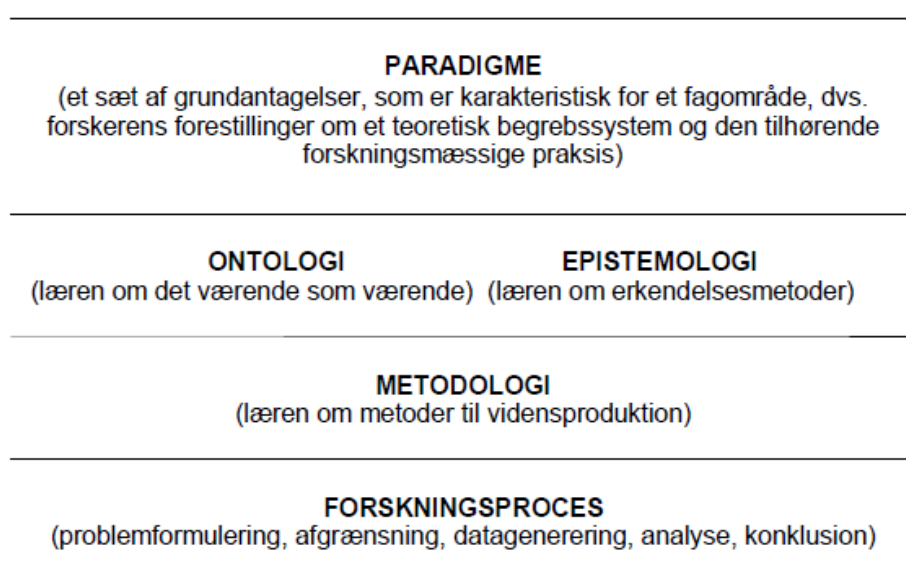 PARADIGME
(et sæt af grundantagelser, som er karakteristisk for et fagområde, dvs.
forskerens forestillinger om et teoretisk begrebssystem og den tilhørende
forskningsmæssige praksis)
ONTOLOGI EPISTEMOLOGI
(læren om det værende som værende) (læren om erkendelsesmetoder)
METODOLOGI
(læren om metoder til vidensproduktion)
FORSKNINGSPROCES
(problemformulering, afgrænsning, datagenerering, analyse, konklusion)